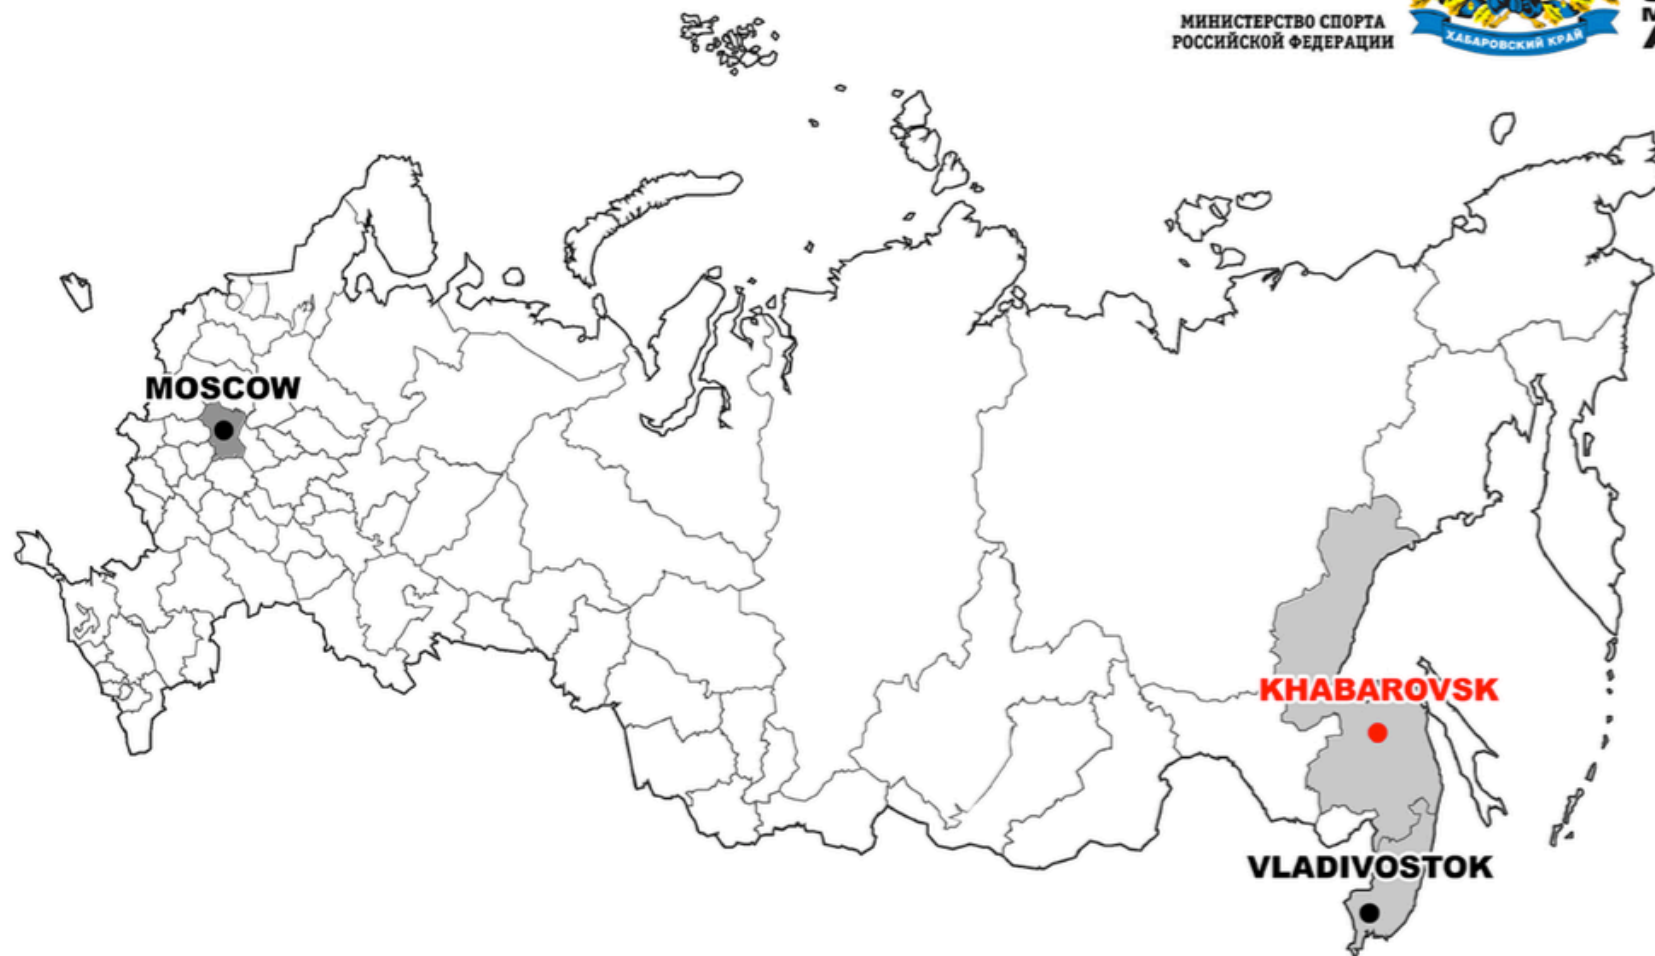 МИНИСТЕРСТВО СПОРТА
РОССИЙСКОЙ ФЕДЕРАЦИИ
ХАБАРОВСКИЙ КРАЙ
MOSCOW
KHABAROVSK
VLADIVOSTOK